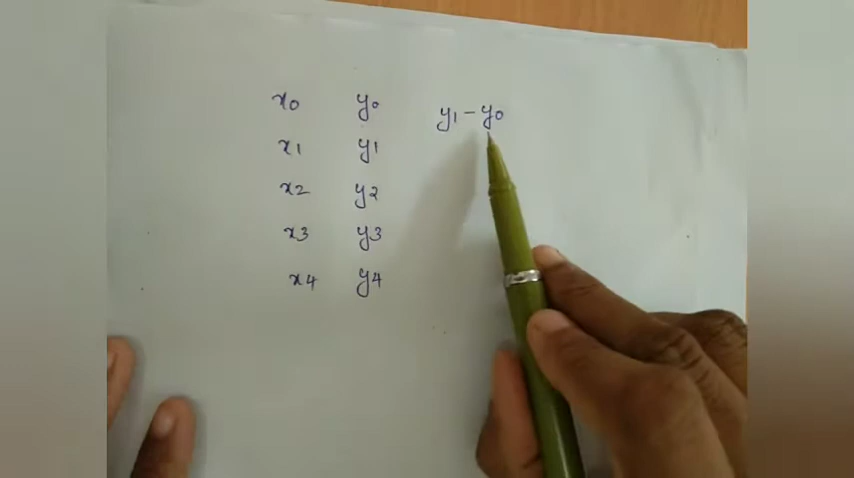 x0 y0 y1 - y0
x1 y1
x2 y2
x3 y3
x4 y4